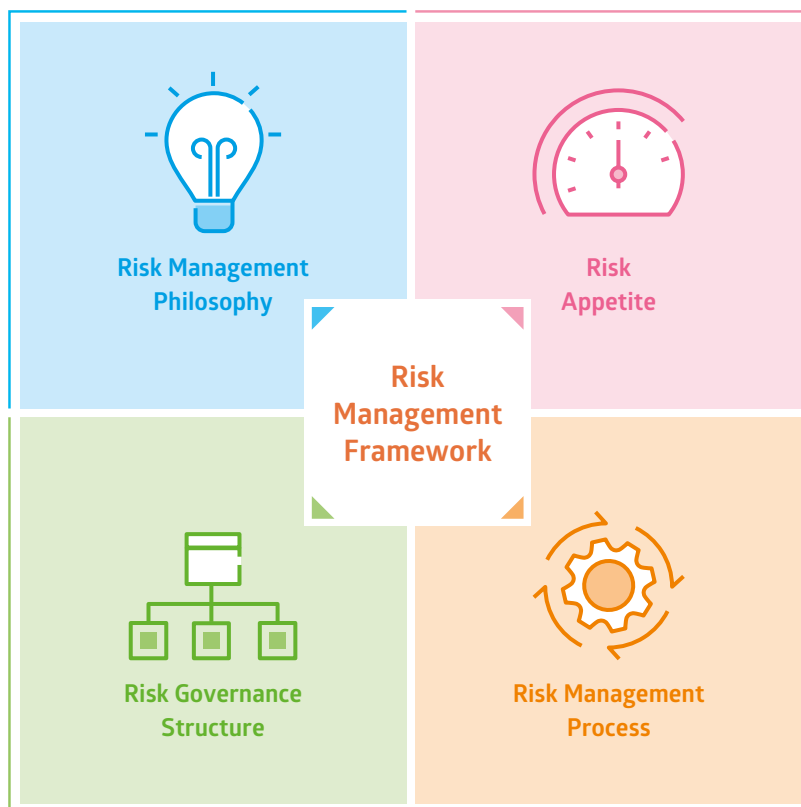 Risk Management
Philosophy
Risk
Appetite
Risk
Management
Framework
Risk Governance
Structure
Risk Management
Process